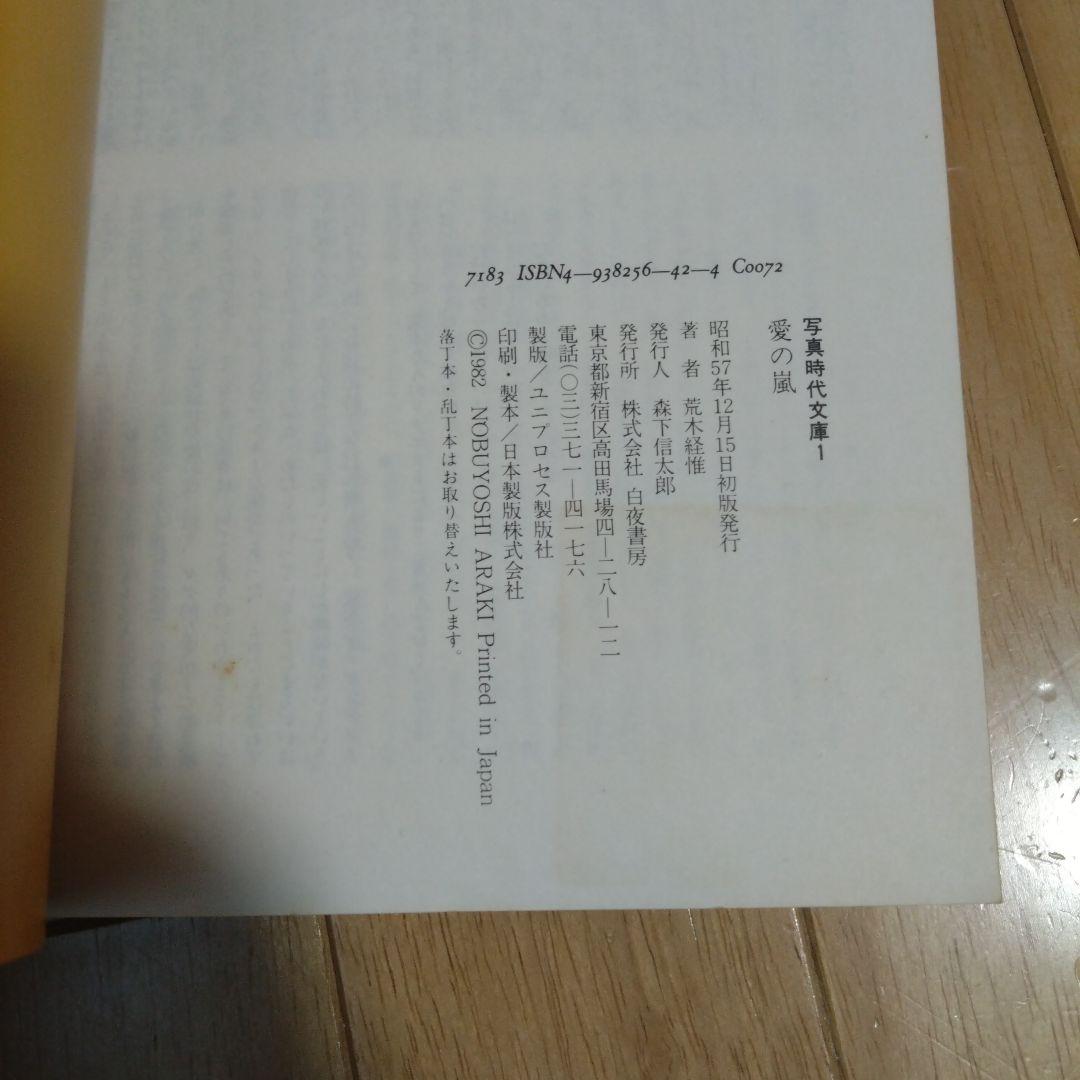 7183 ISBN4—938256—42—4 C0072
写真時代文庫1
愛の嵐
昭和57年12月15日初版発行
著 者 荒木経惟
発行人 森下信太郎
発行所 株式会社 白夜書房
東京都新宿区高田馬場四—二八—一二
電話(〇三)三七一—四一七六
製版/ユニプロセス製版社
印刷・製本/日本製版株式会社
©1982 NOBUYOSHI ARAKI Printed in Japan
落丁本・乱丁本はお取り替えいたします。